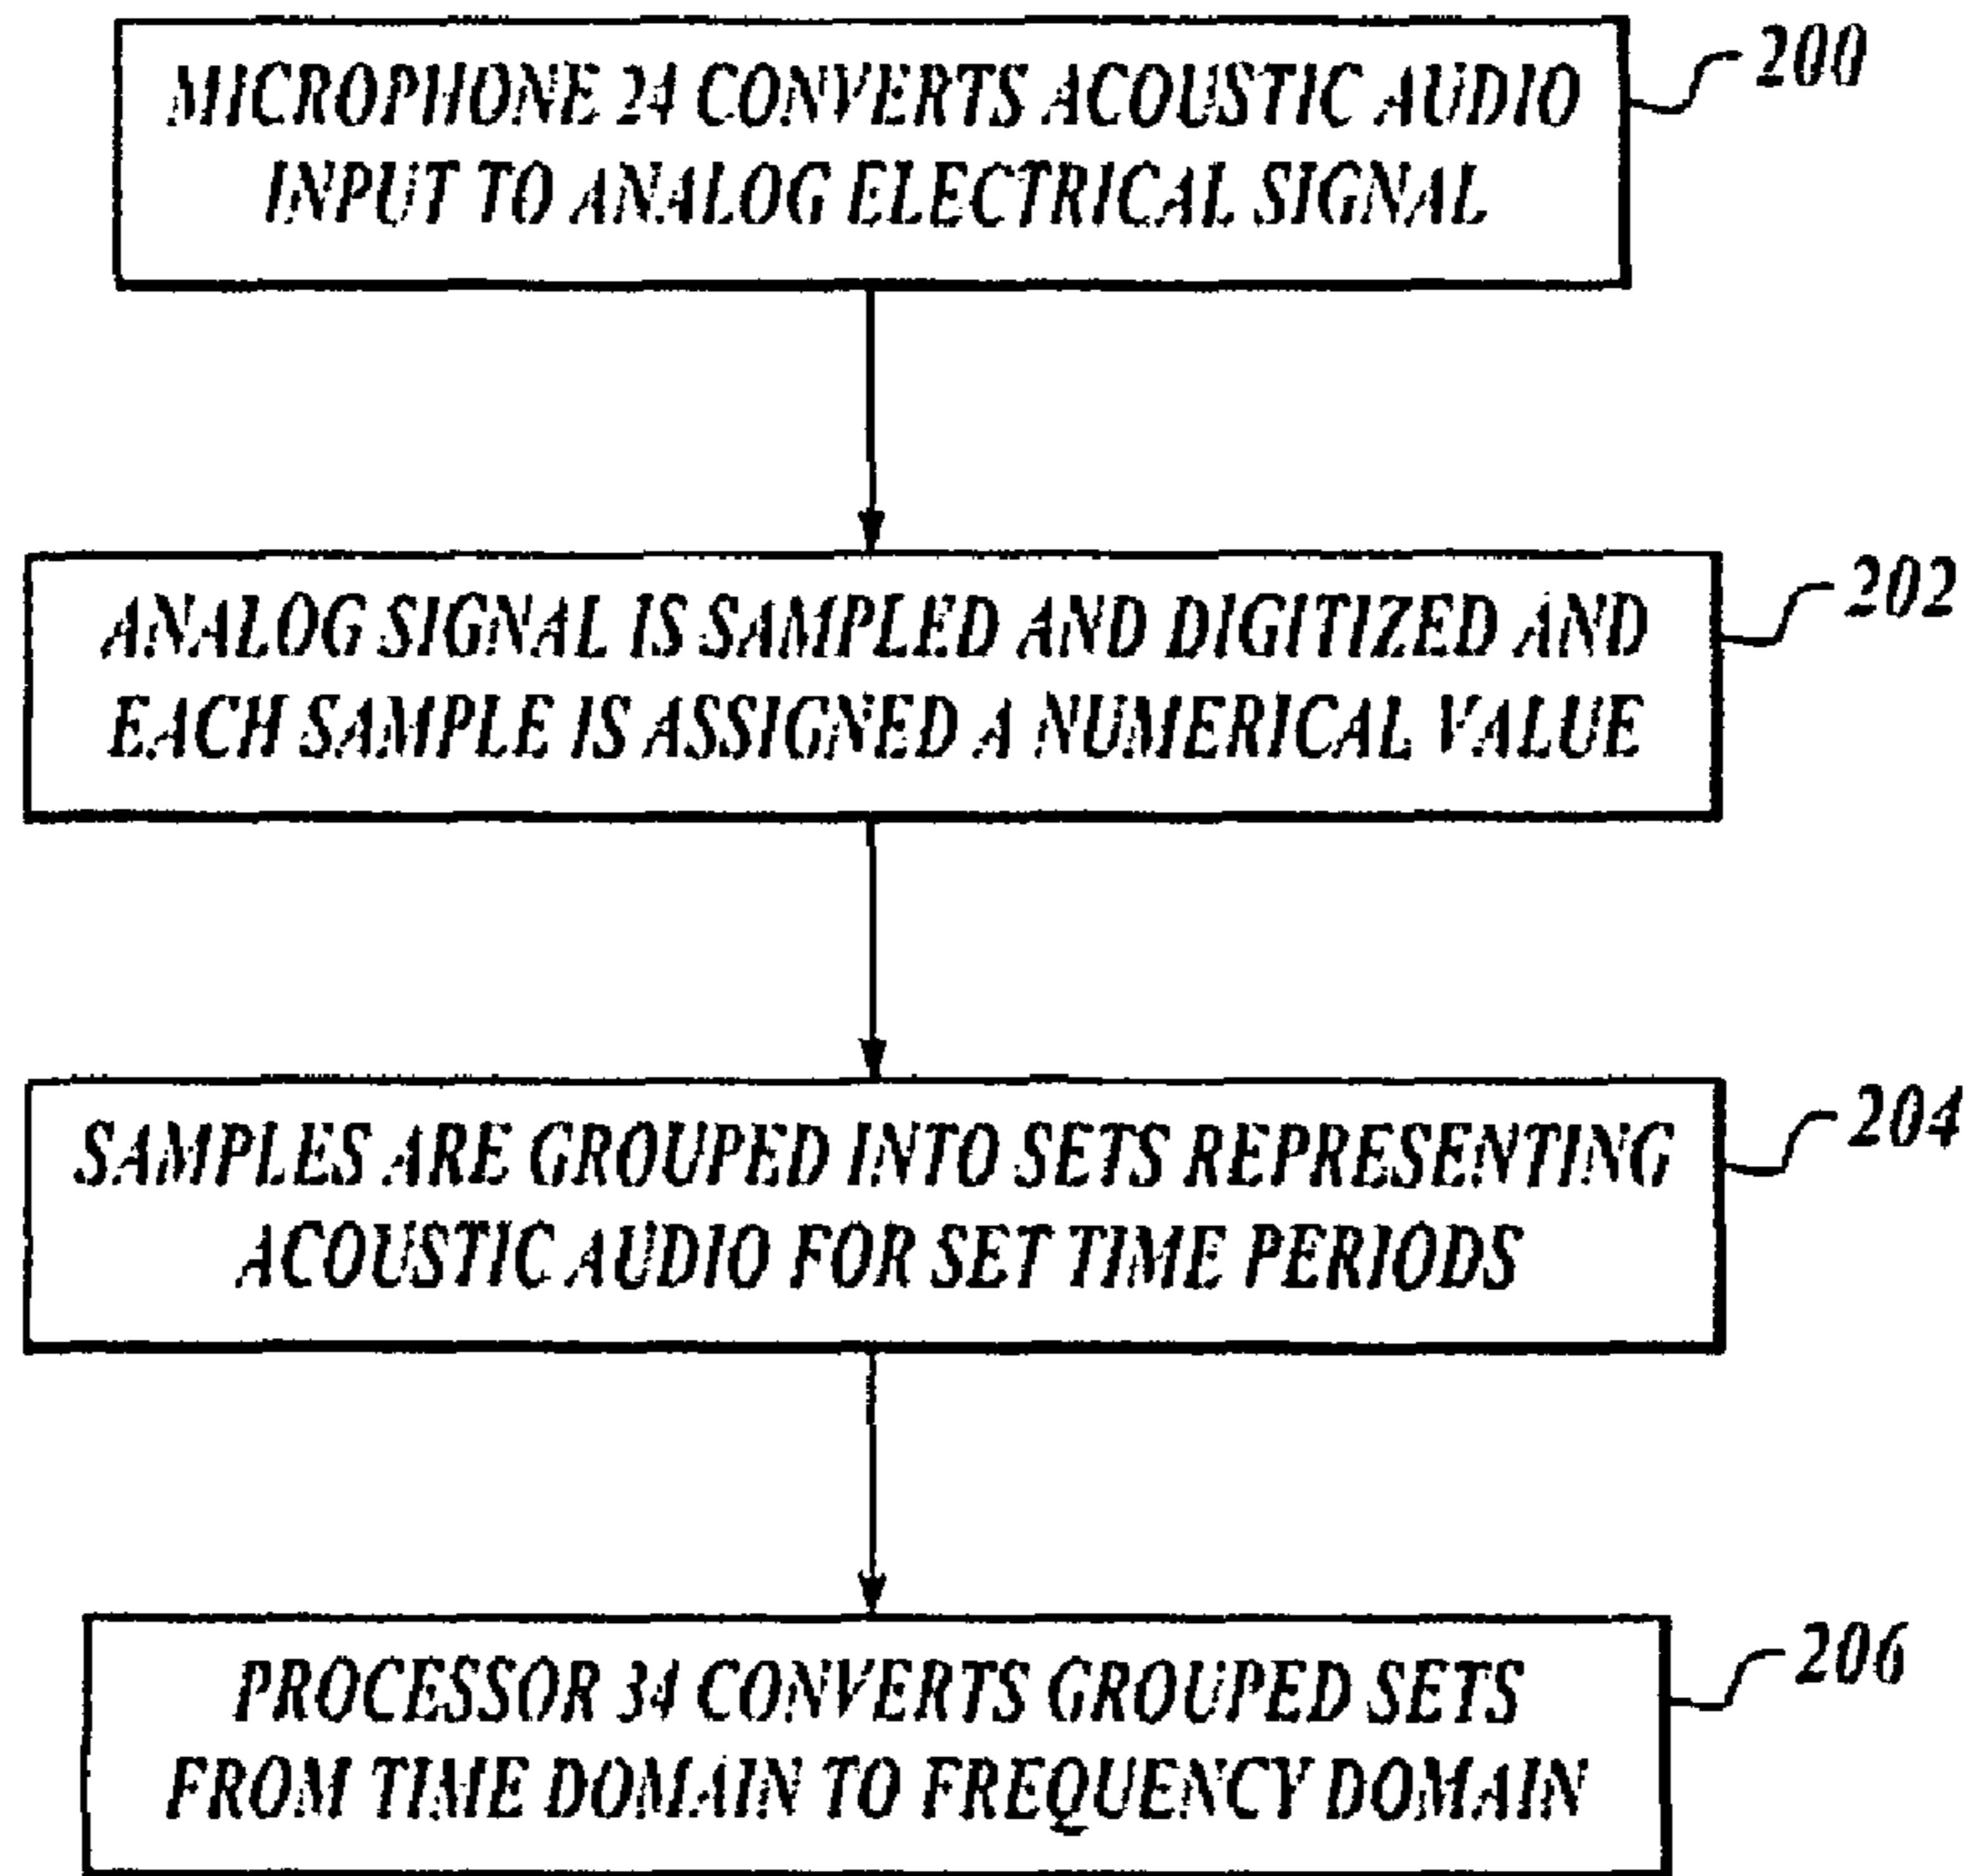 MICROPHONE 24 CONVERTS ACOUSTIC AUDIO
INPUT TO ANALOG ELECTRICAL SIGNAL
200
ANALOG SIGNAL IS SAMPLED AND DIGITIZED AND
EACH SAMPLE IS ASSIGNED A NUMERICAL VALUE
202
SAMPLES ARE GROUPED INTO SETS REPRESENTING
ACOUSTIC AUDIO FOR SET TIME PERIODS
204
PROCESSOR 34 CONVERTS GROUPED SETS
FROM TIME DOMAIN TO FREQUENCY DOMAIN
206